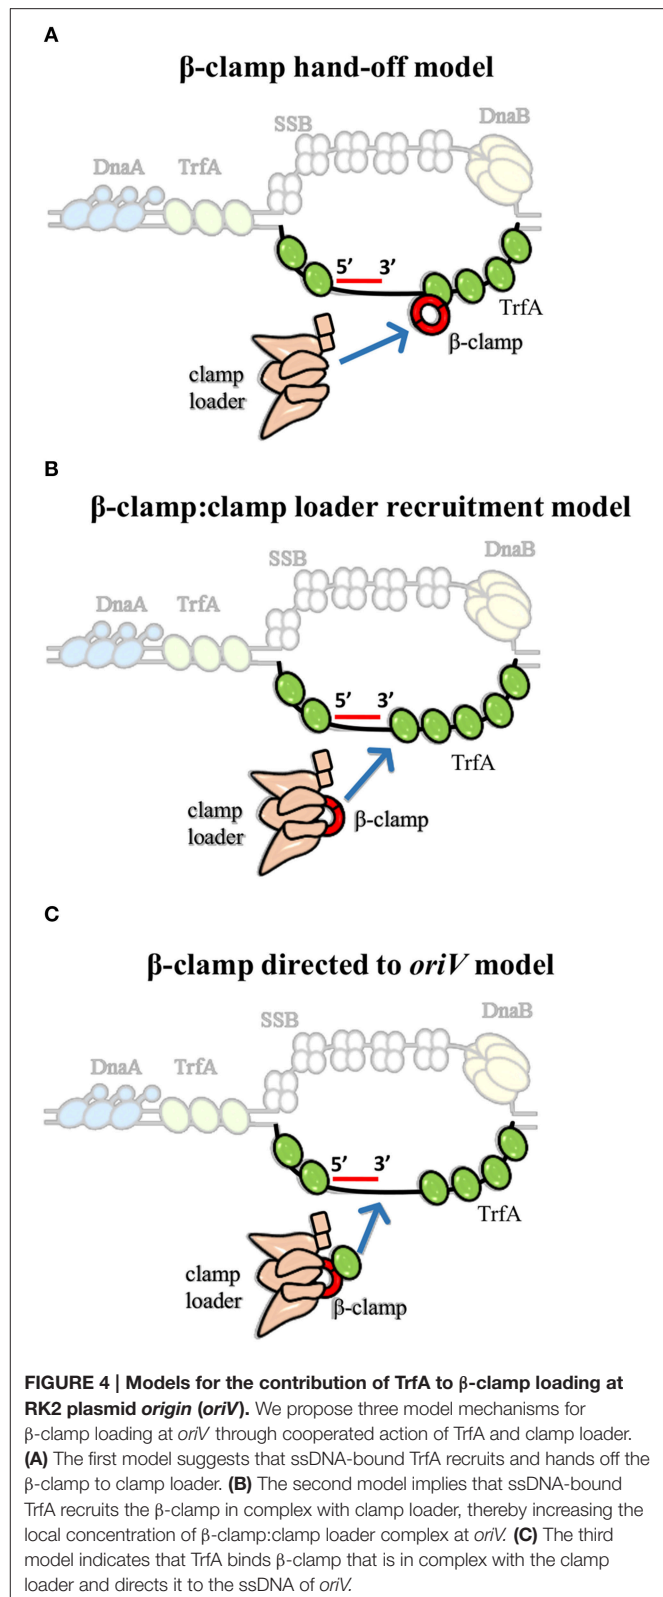 A
β-clamp hand-off model
DnaB
SSB
DnaA TrfA
5’ 3’
TrfA
β-clamp
clamp
loader
B
β-clamp:clamp loader recruitment model
DnaB
SSB
DnaA TrfA
5’ 3’
TrfA
clamp
loader
β-clamp
C
β-clamp directed to oriV model
DnaB
SSB
DnaA TrfA
5’ 3’
TrfA
clamp
loader
β-clamp
FIGURE 4 | Models for the contribution of TrfA to β-clamp loading at
RK2 plasmid origin (oriV). We propose three model mechanisms for
β-clamp loading at oriV through cooperated action of TrfA and clamp loader.
(A) The first model suggests that ssDNA-bound TrfA recruits and hands off the
β-clamp to clamp loader. (B) The second model implies that ssDNA-bound
TrfA recruits the β-clamp in complex with clamp loader, thereby increasing the
local concentration of β-clamp:clamp loader complex at oriV. (C) The third
model indicates that TrfA binds β-clamp that is in complex with the clamp
loader and directs it to the ssDNA of oriV.